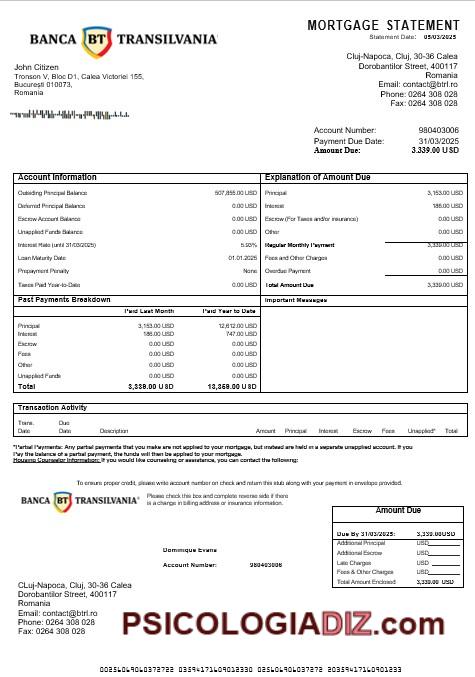 BANCA BT TRANSILVANIA
MORTGAGE STATEMENT
Statement Date: 05/03/2025
John Citizen
Tronson V, Bloc D1, Calea Victoriei 155,
București 010073,
Romania
Cluj-Napoca, Cluj, 30-36 Calea
Dorobantilor Street, 400117
Romania
Email: contact@btrl.ro
Phone: 0264 308 028
Fax: 0264 308 028
Account Number: 980403006
Payment Due Date: 31/03/2025
Amount Due: 3.339.00 USD
Account Information
Outsiding Principal Balance 507,855.00 USD
Deferred Principal Balance 0.00 USD
Escrow Account Balance 0.00 USD
Unapplied Funds Balance 0.00 USD
Interest Rate (until 31/03/2025) 5.93%
Loan Maturity Date 01.01.2025
Prepayment Penalty None
Taxes Paid Year-to-Date 0.00 USD
Explanation of Amount Due
Principal 3,153.00 USD
Interest 186.00 USD
Escrow (For Taxes and/or insurance) 0.00 USD
Other 0.00 USD
Regular Monthly Payment 3,339.00 USD
Fees and Other Charges 0.00 USD
Overdue Payment 0.00 USD
Total Amount Due 3,339.00 USD
Past Payments Breakdown
Paid Last Month Paid Year to Date
Principal 3,153.00 USD 12,612.00 USD
Interest 186.00 USD 747.00 USD
Escrow 0.00 USD 0.00 USD
Fees 0.00 USD 0.00 USD
Other 0.00 USD 0.00 USD
Unapplied Funds 0.00 USD 0.00 USD
Total 3,339.00 USD 13,359.00 USD
Important Messages
Transaction Activity
Trans. Due
Date Date Description Amount Principal Interest Escrow Fees Unapplied* Total
*Partial Payments: Any partial payments that you make are not applied to your mortgage, but instead are held in a separate unapplied account. If you
Pay the balance of a partial payment, the funds will then be applied to your mortgage.
Housing Counselor Information: If you would like counseling or assistance, you can contact the following:
To ensure proper credit, please write account number on check and return this stub along with your payment in envelope provided.
BANCA BT TRANSILVANIA
Please check this box and complete reverse side if there
is a change in billing address or insurance information.
Amount Due
Due By 31/03/2025: 3,339.00USD
Additional Principal USD
Additional Escrow USD
Late Charges USD
Fees & Other Charges USD
Total Amount Enclosed 3,339.00 USD
Dominique Evans
Account Number: 980403006
CLuj-Napoca, Cluj, 30-36 Calea
Dorobantilor Street, 400117
Romania
Email: contact@btrl.ro
Phone: 0264 308 028
Fax: 0264 308 028
PSICOLOGIADIZ.com